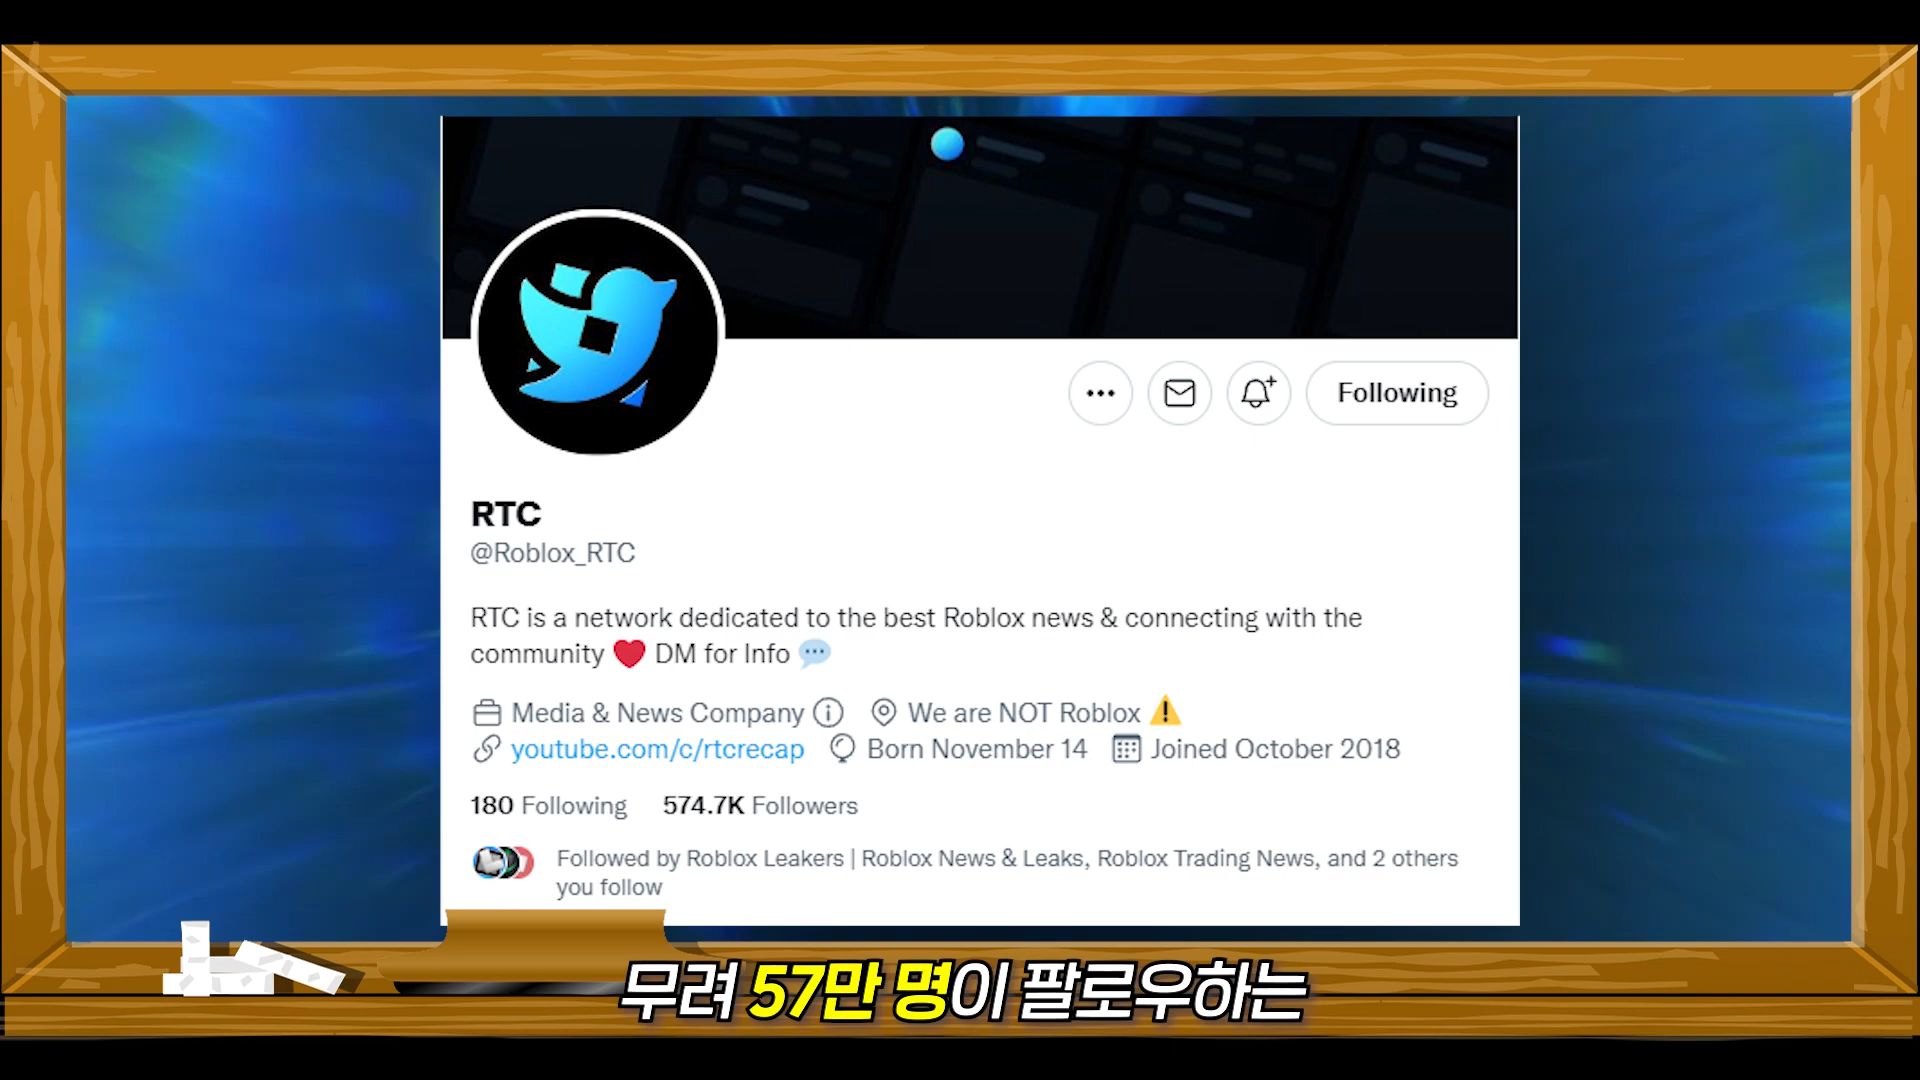 Following
RTC
@Roblox_RTC
RTC is a network dedicated to the best Roblox news & connecting with the
community ❤️ DM for Info 💬
Media & News Company We are NOT Roblox ⚠️
youtube.com/c/rtcrecap Born November 14 Joined October 2018
180 Following 574.7K Followers
Followed by Roblox Leakers | Roblox News & Leaks, Roblox Trading News, and 2 others
you follow
무려 57만 명이 팔로우하는